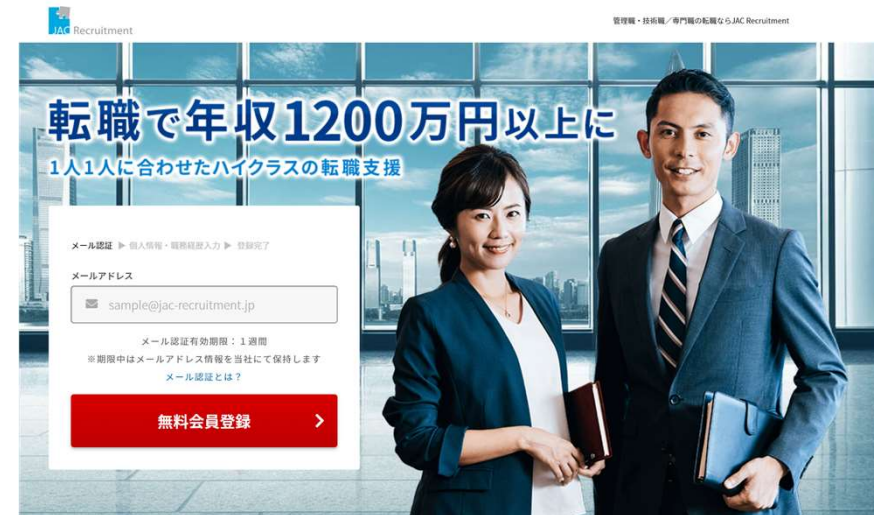 JAC Recruitment
管理職・技術職／専門職の転職ならJAC Recruitment
転職で年収1200万円以上に
1人1人に合わせたハイクラスの転職支援
メール認証 ▶ 個人情報・職務経歴入力 ▶ 登録完了
メールアドレス
sample@jac-recruitment.jp
メール認証有効期限：１週間
※期限中はメールアドレス情報を当社にて保持します
メール認証とは？
無料会員登録